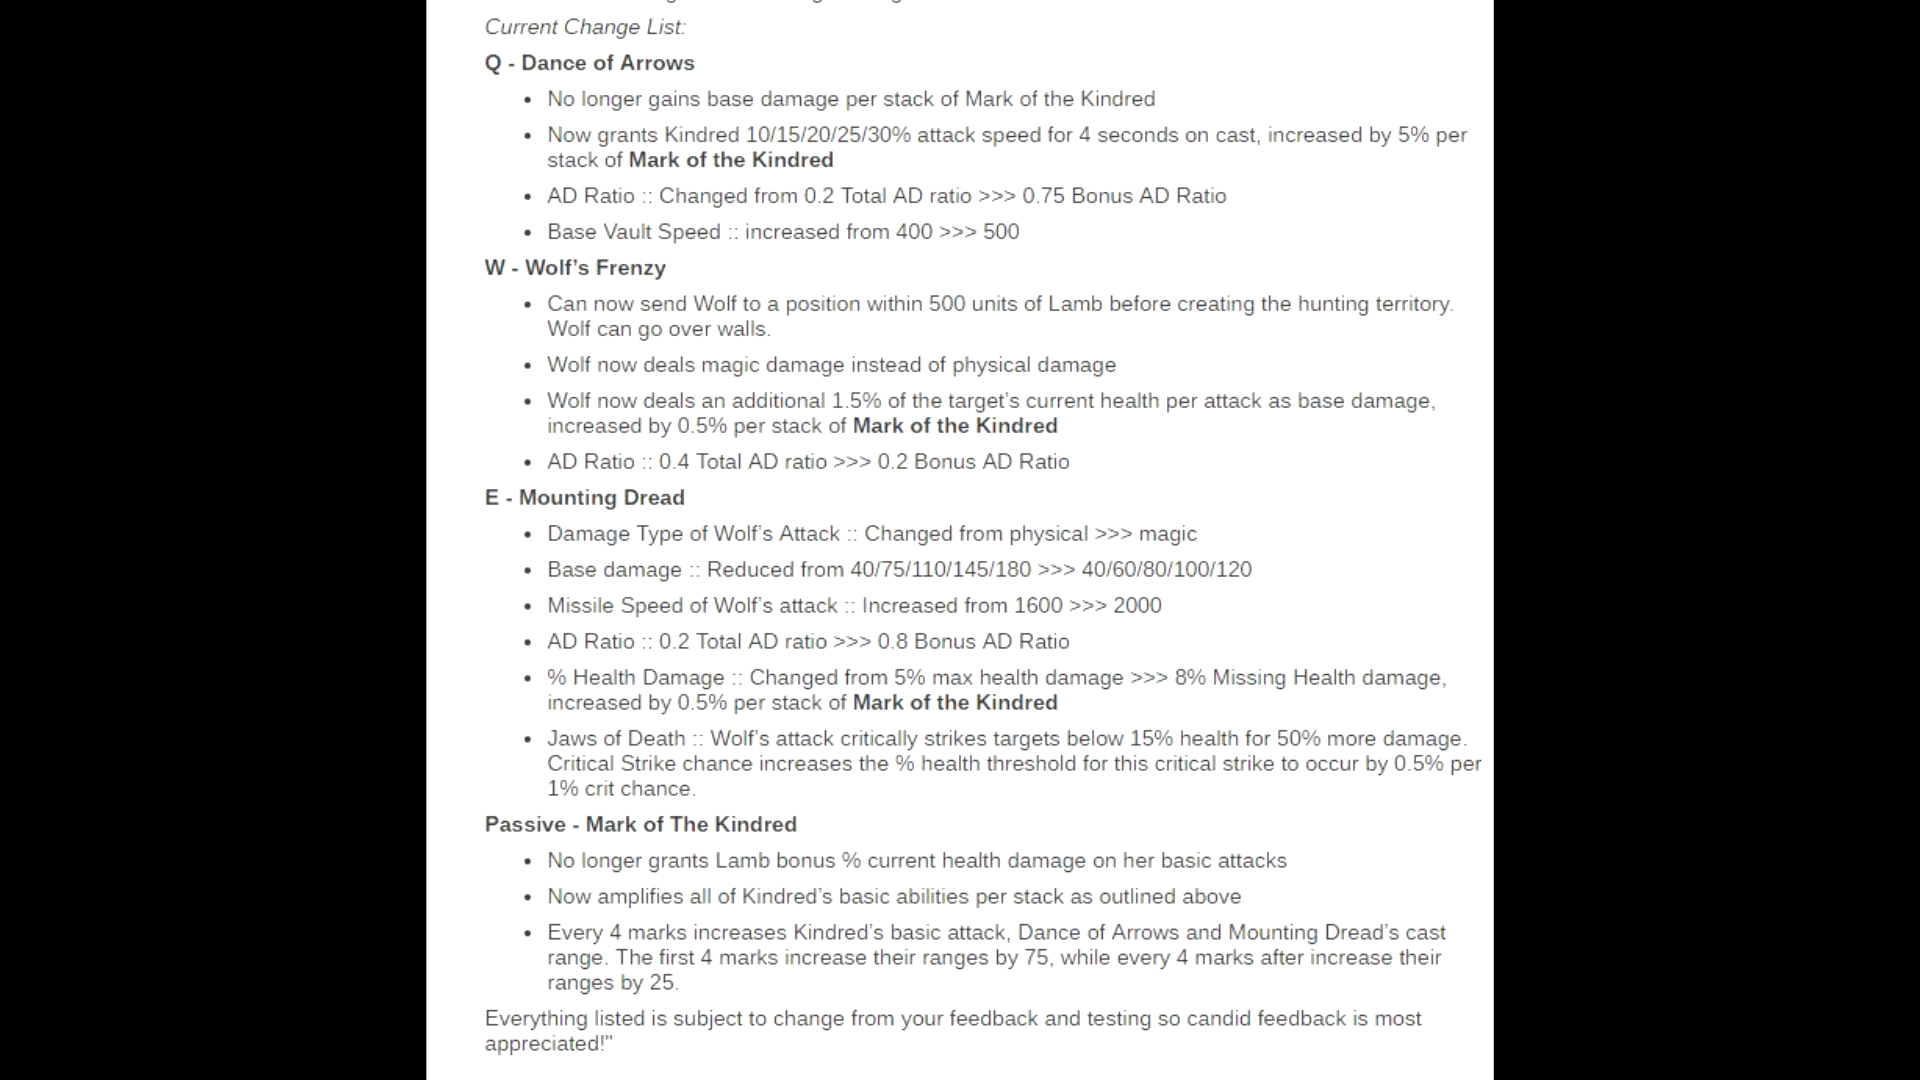 Current Change List:
Q - Dance of Arrows
• No longer gains base damage per stack of Mark of the Kindred
• Now grants Kindred 10/15/20/25/30% attack speed for 4 seconds on cast, increased by 5% per
stack of Mark of the Kindred
• AD Ratio :: Changed from 0.2 Total AD ratio >>> 0.75 Bonus AD Ratio
• Base Vault Speed :: increased from 400 >>> 500
W - Wolf’s Frenzy
• Can now send Wolf to a position within 500 units of Lamb before creating the hunting territory.
Wolf can go over walls.
• Wolf now deals magic damage instead of physical damage
• Wolf now deals an additional 1.5% of the target’s current health per attack as base damage,
increased by 0.5% per stack of Mark of the Kindred
• AD Ratio :: 0.4 Total AD ratio >>> 0.2 Bonus AD Ratio
E - Mounting Dread
• Damage Type of Wolf’s Attack :: Changed from physical >>> magic
• Base damage :: Reduced from 40/75/110/145/180 >>> 40/60/80/100/120
• Missile Speed of Wolf’s attack :: Increased from 1600 >>> 2000
• AD Ratio :: 0.2 Total AD ratio >>> 0.8 Bonus AD Ratio
• % Health Damage :: Changed from 5% max health damage >>> 8% Missing Health damage,
increased by 0.5% per stack of Mark of the Kindred
• Jaws of Death :: Wolf’s attack critically strikes targets below 15% health for 50% more damage.
Critical Strike chance increases the % health threshold for this critical strike to occur by 0.5% per
1% crit chance.
Passive - Mark of The Kindred
• No longer grants Lamb bonus % current health damage on her basic attacks
• Now amplifies all of Kindred’s basic abilities per stack as outlined above
• Every 4 marks increases Kindred’s basic attack, Dance of Arrows and Mounting Dread’s cast
range. The first 4 marks increase their ranges by 75, while every 4 marks after increase their
ranges by 25.
Everything listed is subject to change from your feedback and testing so candid feedback is most
appreciated!"